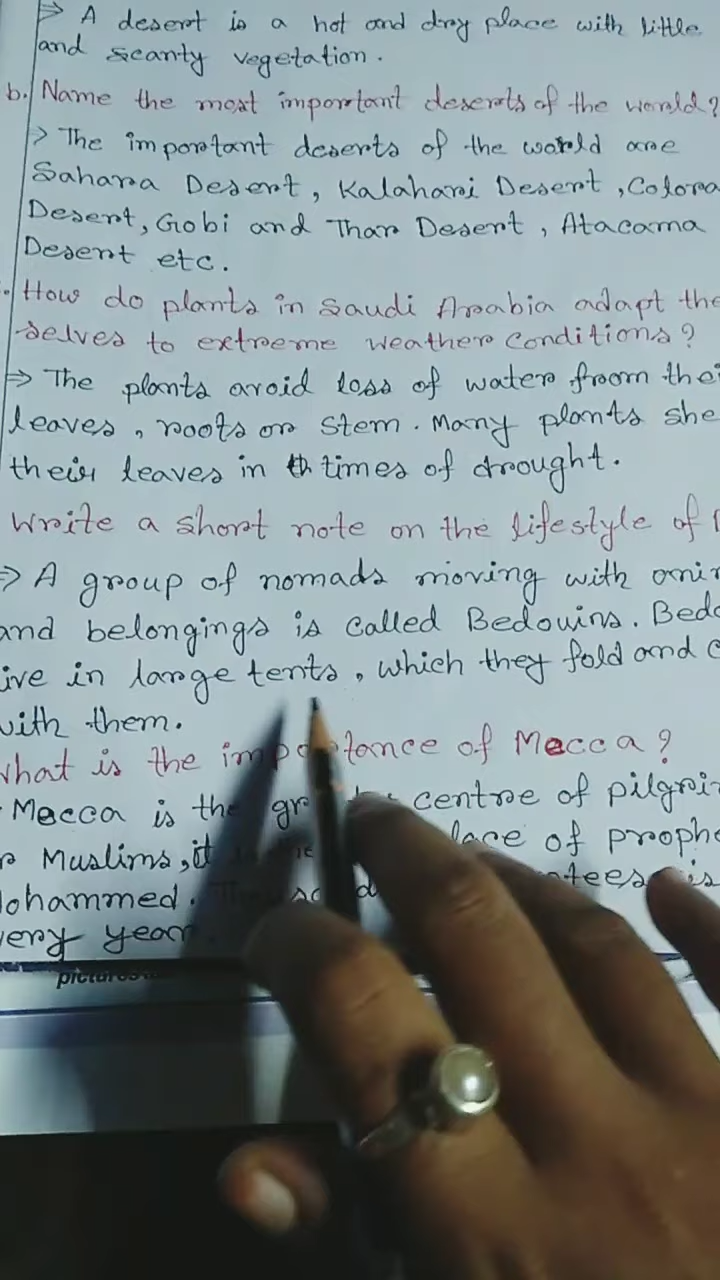 ⇒ A desert is a hot and dry place with little
and scanty vegetation.
b. Name the most important deserts of the world?
> The important deserts of the world are
Sahara Desert, Kalahari Desert, Colora
Desert, Gobi and Thar Desert, Atacama
Desert etc.
How do plants in Saudi Arabia adapt the
selves to extreme weather conditions?
⇒ The plants avoid loss of water from thei
leaves, roots or stem. Many plants she
their leaves in times of drought.
Write a short note on the lifestyle of
⇒ A group of nomads moving with anim
and belongings is called Bedouins. Bedo
ive in large tents, which they fold and c
with them.
what is the importance of Mecca?
Mecca is the centre of pilgrim
Muslims, it place of prophe
ohammed.
very year